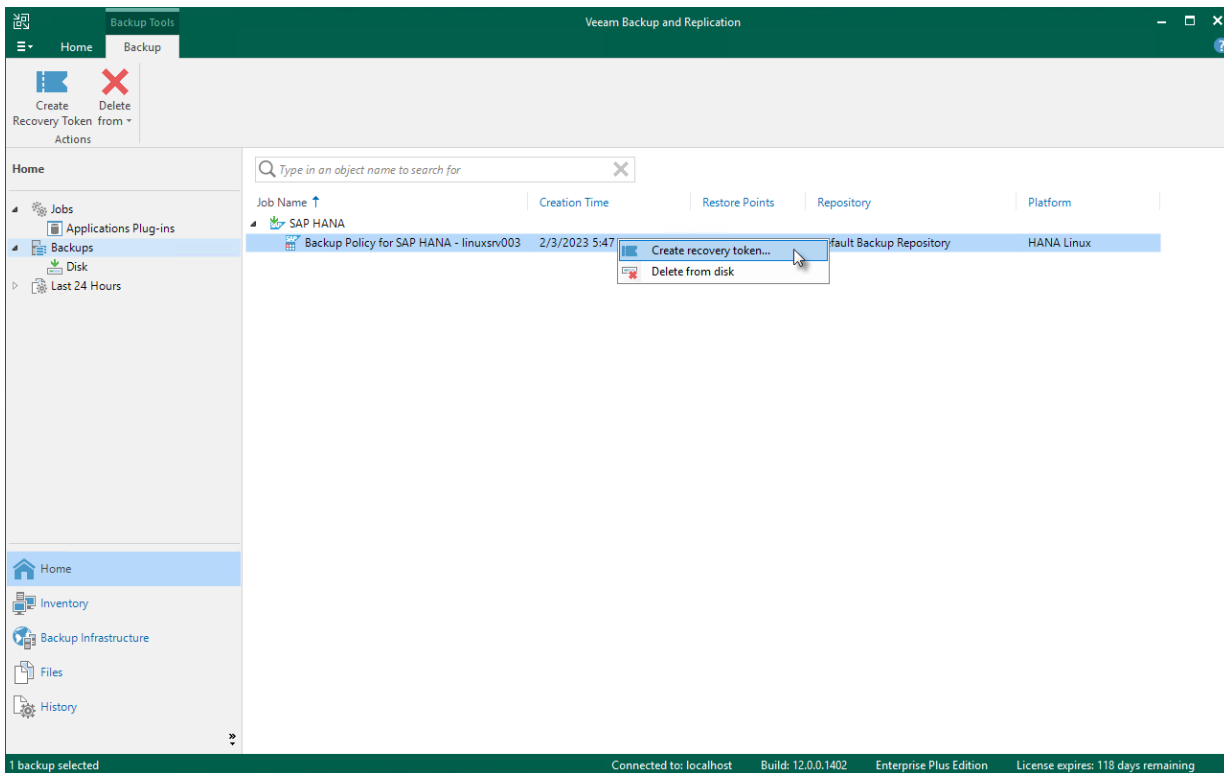 Backup Tools
Veeam Backup and Replication
Home
Backup
Create
Recovery Token
Delete
from
Actions
Home
Type in an object name to search for
Jobs
Applications Plug-ins
Backups
Disk
Last 24 Hours
Job Name
Creation Time
Restore Points
Repository
Platform
SAP HANA
Backup Policy for SAP HANA - linuxsrv003
2/3/2023 5:47
Backup Repository
HANA Linux
Create recovery token...
Delete from disk
Home
Inventory
Backup Infrastructure
Files
History
1 backup selected
Connected to: localhost
Build: 12.0.0.1402
Enterprise Plus Edition
License expires: 118 days remaining